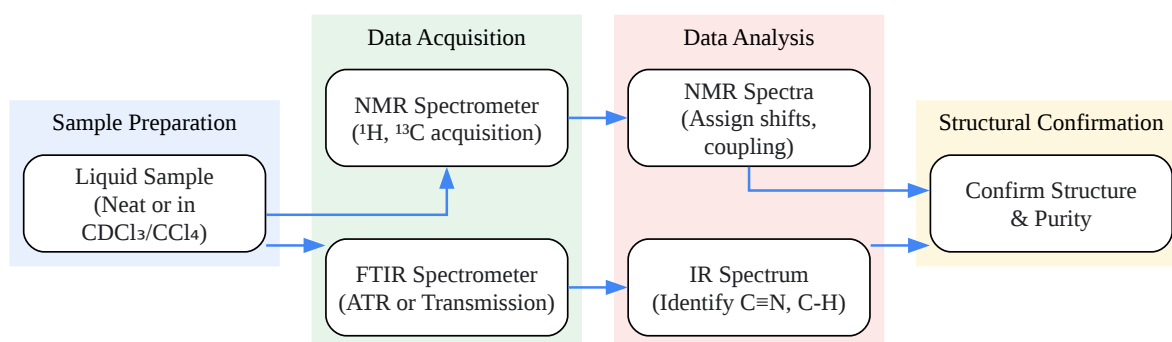 Sample Preparation
Liquid Sample
(Neat or in
CDCl₃/CCl₄)
Data Acquisition
NMR Spectrometer
(¹H, ¹³C acquisition)
FTIR Spectrometer
(ATR or Transmission)
Data Analysis
NMR Spectra
(Assign shifts,
coupling)
IR Spectrum
(Identify C≡N, C-H)
Structural Confirmation
Confirm Structure
& Purity